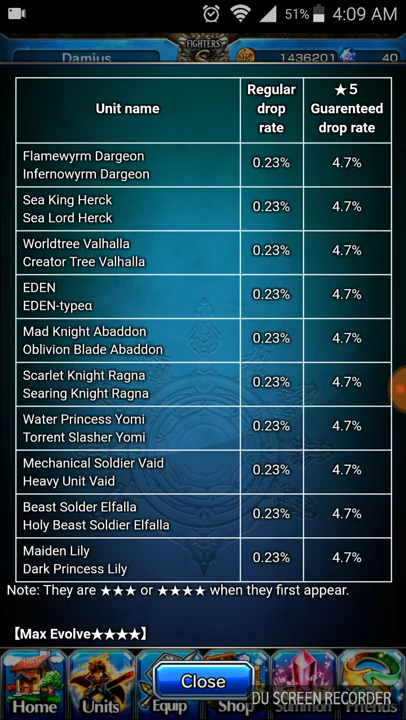 51% 4:09 AM
Damius FIGHTERS 1436201 40
Unit name Regular drop rate ★5 Guarenteed drop rate
Flamewyrm Dargeon
Infernowyrm Dargeon
0.23% 4.7%
Sea King Herck
Sea Lord Herck
0.23% 4.7%
Worldtree Valhalla
Creator Tree Valhalla
0.23% 4.7%
EDEN
EDEN-typeα
0.23% 4.7%
Mad Knight Abaddon
Oblivion Blade Abaddon
0.23% 4.7%
Scarlet Knight Ragna
Searing Knight Ragna
0.23% 4.7%
Water Princess Yomi
Torrent Slasher Yomi
0.23% 4.7%
Mechanical Soldier Vaid
Heavy Unit Vaid
0.23% 4.7%
Beast Solder Elfalla
Holy Beast Soldier Elfalla
0.23% 4.7%
Maiden Lily
Dark Princess Lily
0.23% 4.7%
Note: They are ★★★ or ★★★★ when they first appear.
【Max Evolve★★★★】
Close
Home Units Equip Shop Summon Friends
DU SCREEN RECORDER